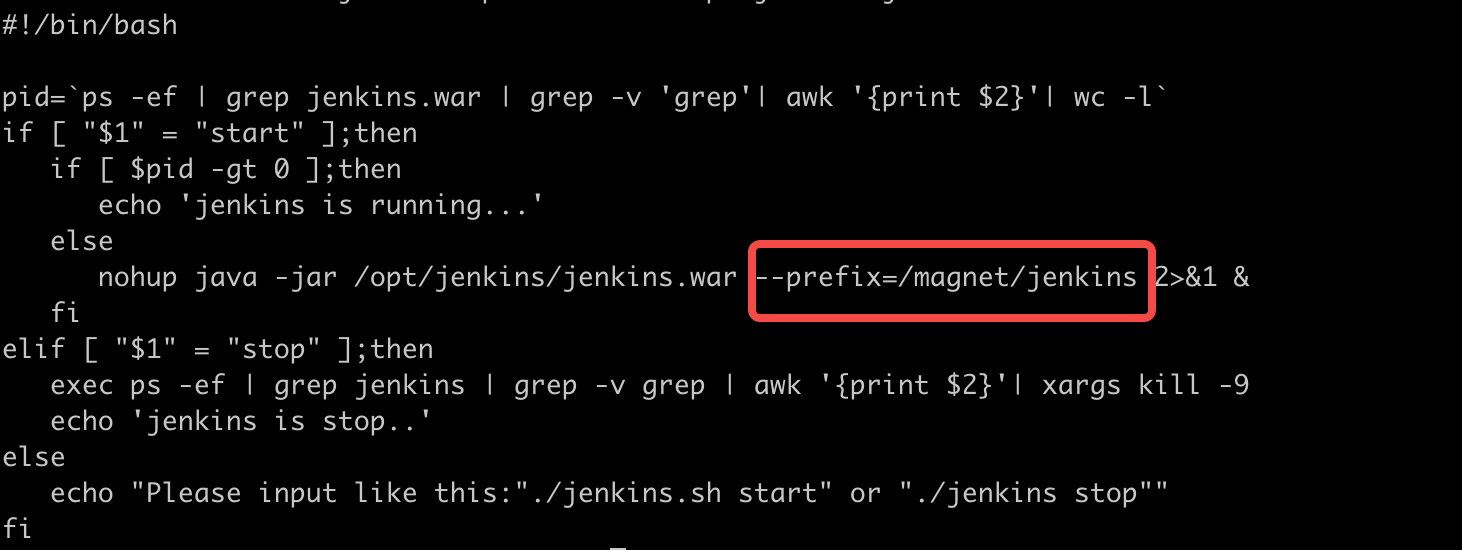 #!/bin/bash
pid=`ps -ef | grep jenkins.war | grep -v 'grep'| awk '{print $2}'| wc -l`
if [ "$1" = "start" ];then
   if [ $pid -gt 0 ];then
      echo 'jenkins is running...'
   else
      nohup java -jar /opt/jenkins/jenkins.war --prefix=/magnet/jenkins 2>&1 &
   fi
elif [ "$1" = "stop" ];then
   exec ps -ef | grep jenkins | grep -v grep | awk '{print $2}'| xargs kill -9
   echo 'jenkins is stop..'
else
   echo "Please input like this:"./jenkins.sh start" or "./jenkins stop""
fi